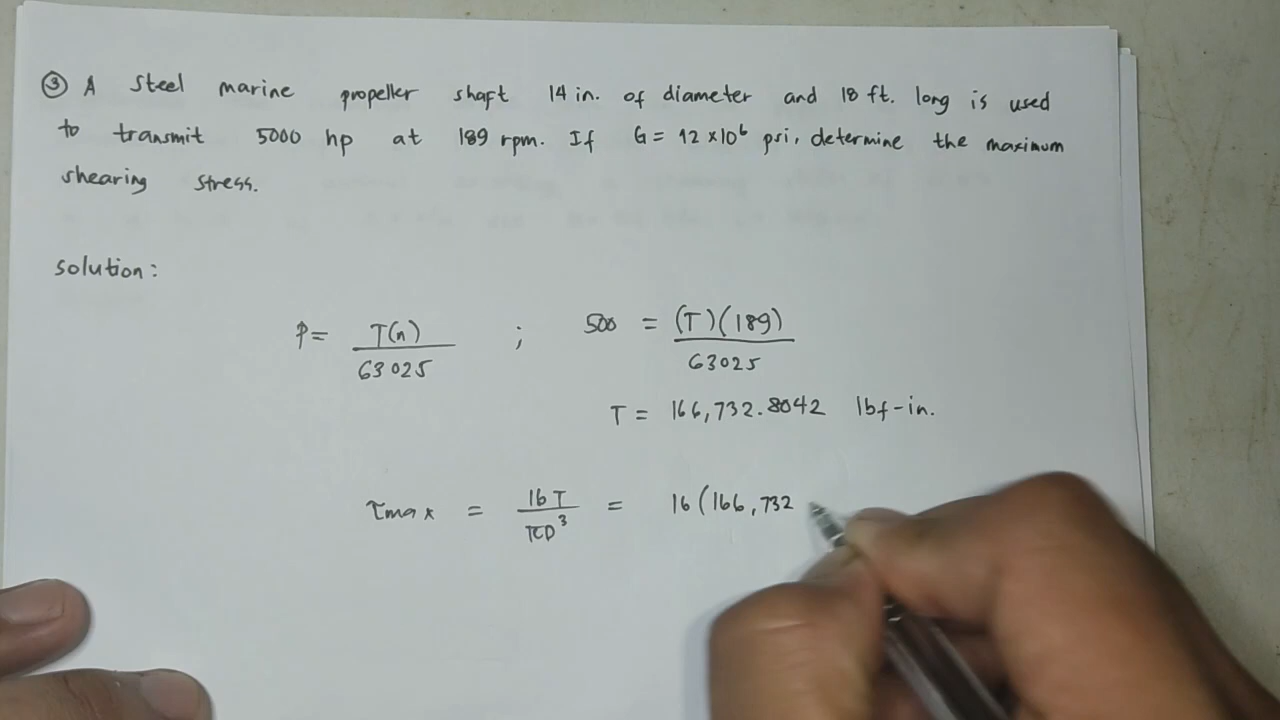 ③ A steel marine propeller shaft 14 in. of diameter and 18 ft. long is used
to transmit 5000 hp at 189 rpm. If G = 12 x10⁶ psi, determine the maximum
shearing stress.
solution:
P = T(n) / 63025 ; 500 = (T)(189) / 63025
T = 166,732.8042 lbf-in.
τmax = 16T / πD³ = 16(166,732